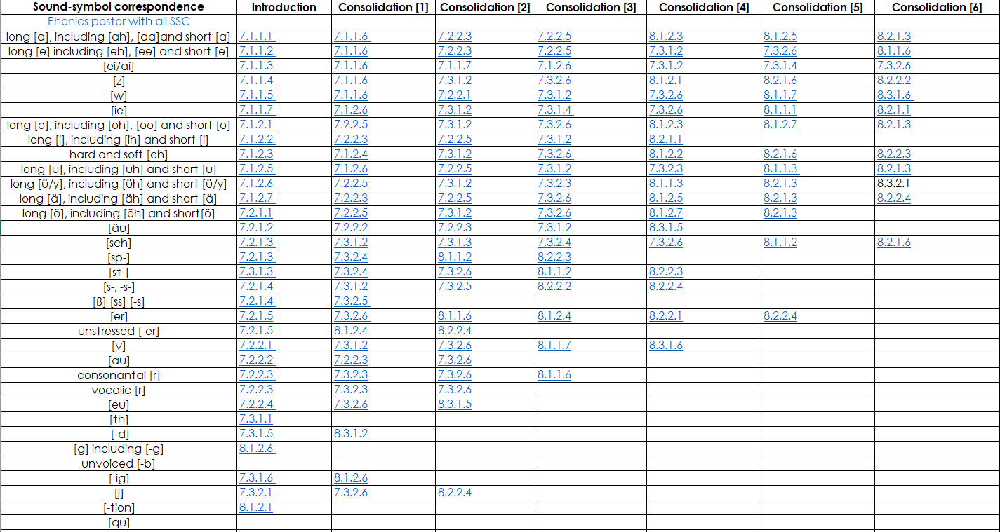 Sound-symbol correspondence Introduction Consolidation [1] Consolidation [2] Consolidation [3] Consolidation [4] Consolidation [5] Consolidation [6]
Phonics poster with all SSC
long [a], including [ah], [aa]and short [a] 7.1.1.1 7.1.1.6 7.2.2.3 7.2.2.5 8.1.2.3 8.1.2.5 8.2.1.3
long [e] including [eh], [ee] and short [e] 7.1.1.2 7.1.1.6 7.2.2.3 7.2.2.5 7.3.1.2 7.3.2.6 8.1.1.6
[ei/ai] 7.1.1.3 7.1.1.6 7.1.1.7 7.1.2.6 7.3.1.2 7.3.1.4 7.3.2.6
[z] 7.1.1.4 7.1.1.6 7.3.1.2 7.3.2.6 8.1.2.1 8.2.1.6 8.2.2.2
[w] 7.1.1.5 7.1.1.6 7.2.2.1 7.3.1.2 7.3.2.6 8.1.1.7 8.3.1.6
[ie] 7.1.1.7 7.1.2.6 7.3.1.2 7.3.1.4 7.3.2.6 8.1.1.1 8.2.1.1
long [o], including [oh], [oo] and short [o] 7.1.2.1 7.2.2.5 7.3.1.2 7.3.2.6 8.1.2.3 8.1.2.7 8.2.1.3
long [i], including [ih] and short [i] 7.1.2.2 7.2.2.3 7.2.2.5 7.3.1.2 8.2.1.1
hard and soft [ch] 7.1.2.3 7.1.2.4 7.3.1.2 7.3.2.6 8.1.2.2 8.2.1.6 8.2.2.3
long [u], including [uh] and short [u] 7.1.2.5 7.1.2.6 7.2.2.5 7.3.1.2 7.3.2.3 8.1.1.3 8.2.1.3
long [ü/y], including [üh] and short [ü/y] 7.1.2.6 7.2.2.5 7.3.1.2 7.3.2.3 8.1.1.3 8.2.1.3 8.3.2.1
long [ä], including [äh] and short [ä] 7.1.2.7 7.2.2.3 7.2.2.5 7.3.2.6 8.1.2.5 8.2.1.3 8.2.2.4
long [ö], including [öh] and short[ö] 7.2.1.1 7.2.2.5 7.3.1.2 7.3.2.6 8.1.2.7 8.2.1.3
[äu] 7.2.1.2 7.2.2.2 7.2.2.3 7.3.1.2 8.3.1.5
[sch] 7.2.1.3 7.3.1.2 7.3.1.3 7.3.2.4 7.3.2.6 8.1.1.2 8.2.1.6
[sp-] 7.2.1.3 7.3.2.4 8.1.1.2 8.2.2.3
[st-] 7.3.1.3 7.3.2.4 7.3.2.6 8.1.1.2 8.2.2.3
[s-, -s-] 7.2.1.4 7.3.1.2 7.3.2.5 8.2.2.2 8.2.2.4
[ß] [ss] [-s] 7.2.1.4 7.3.2.5
[er] 7.2.1.5 7.3.2.6 8.1.1.6 8.1.2.4 8.2.2.1 8.2.2.4
unstressed [-er] 7.2.1.5 8.1.2.4 8.2.2.4
[v] 7.2.2.1 7.3.1.2 7.3.2.6 8.1.1.7 8.3.1.6
[au] 7.2.2.2 7.2.2.3 7.3.2.6
consonantal [r] 7.2.2.3 7.3.2.3 7.3.2.6 8.1.1.6
vocalic [r] 7.2.2.3 7.3.2.3 7.3.2.6
[eu] 7.2.2.4 7.3.2.6 8.3.1.5
[th] 7.3.1.1
[-d] 7.3.1.5 8.3.1.2
[g] including [-g] 8.1.2.6
unvoiced [-b]
[-ig] 7.3.1.6 8.1.2.6
[j] 7.3.2.1 7.3.2.6 8.2.2.4
[-tion] 8.1.2.1
[qu]